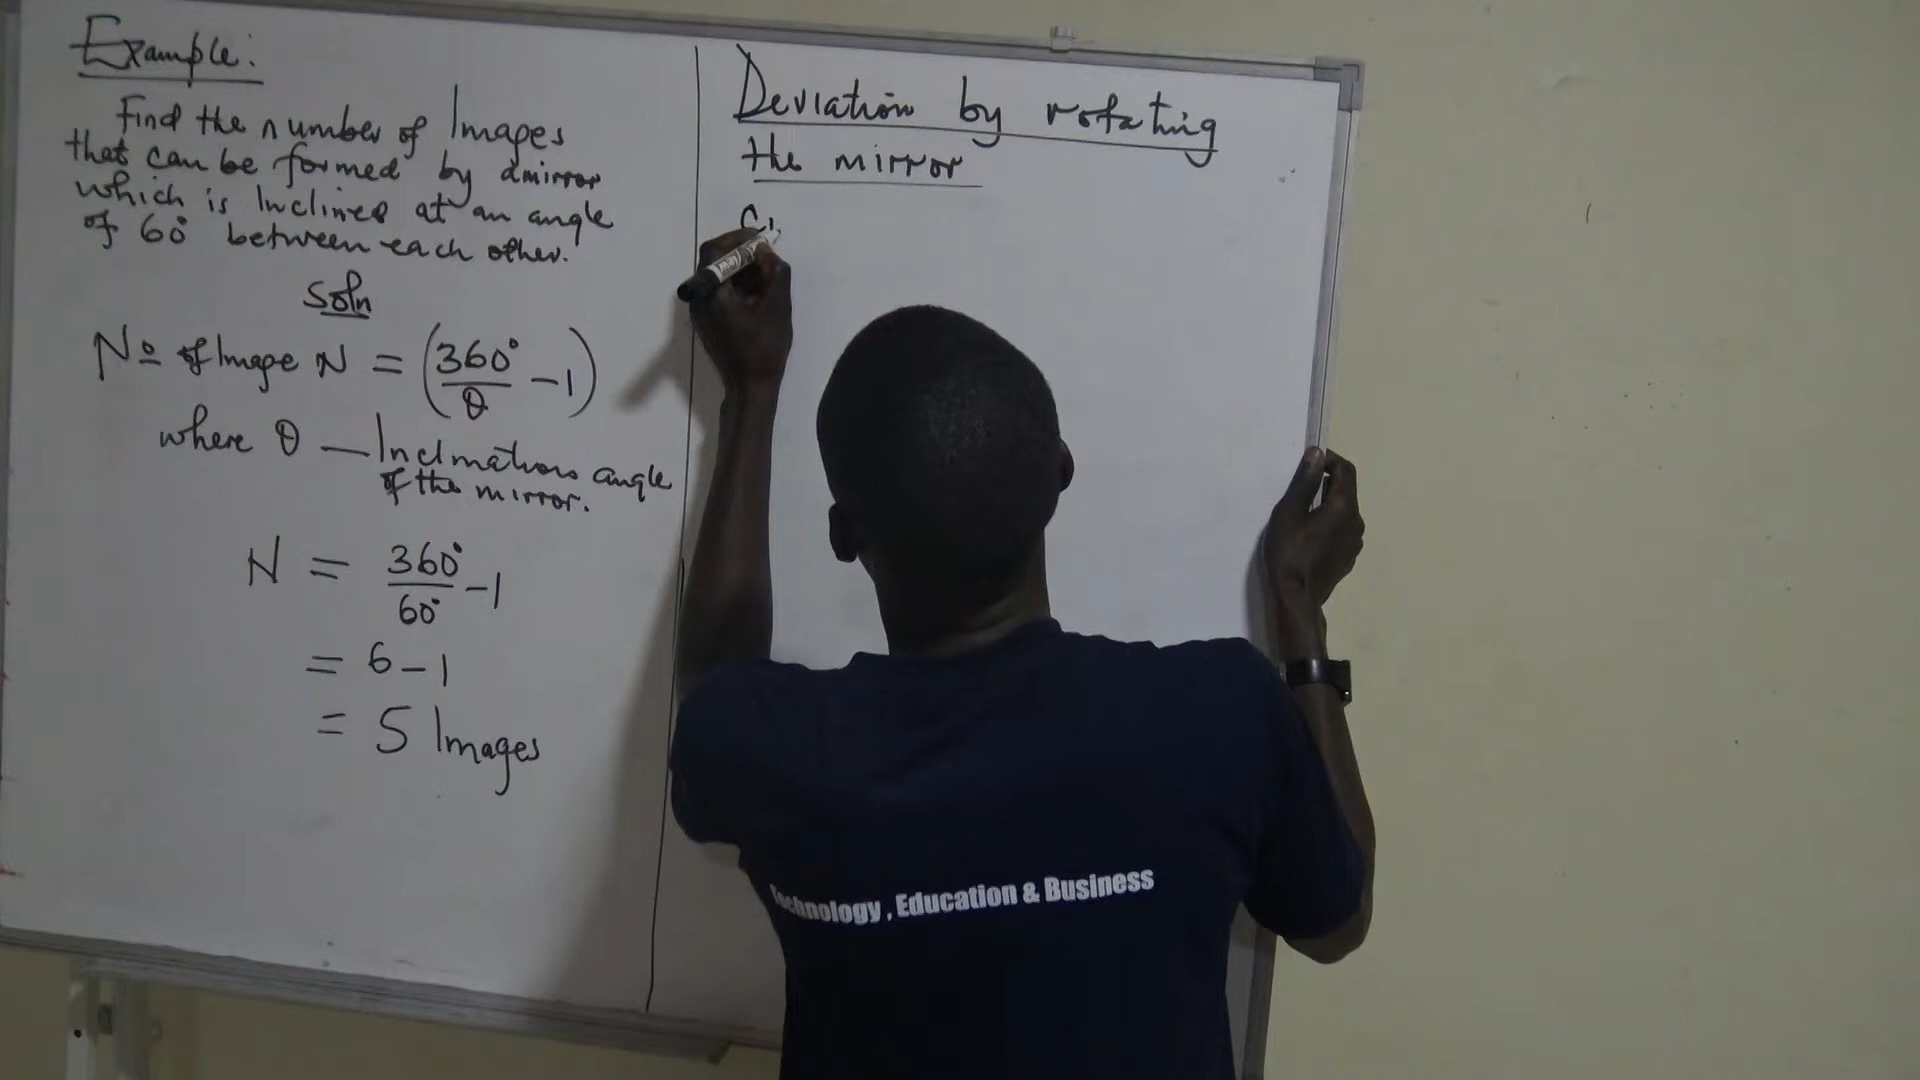 Example:
Find the number of Images
that can be formed by a mirror
which is Inclined at an angle
of 60° between each other.
Soln
No of Image N = (360°/θ - 1)
where θ — Inclinations angle
of the mirror.
N = 360°/60° - 1
= 6 - 1
= 5 Images
Deviation by rotating
the mirror
, Education & Business